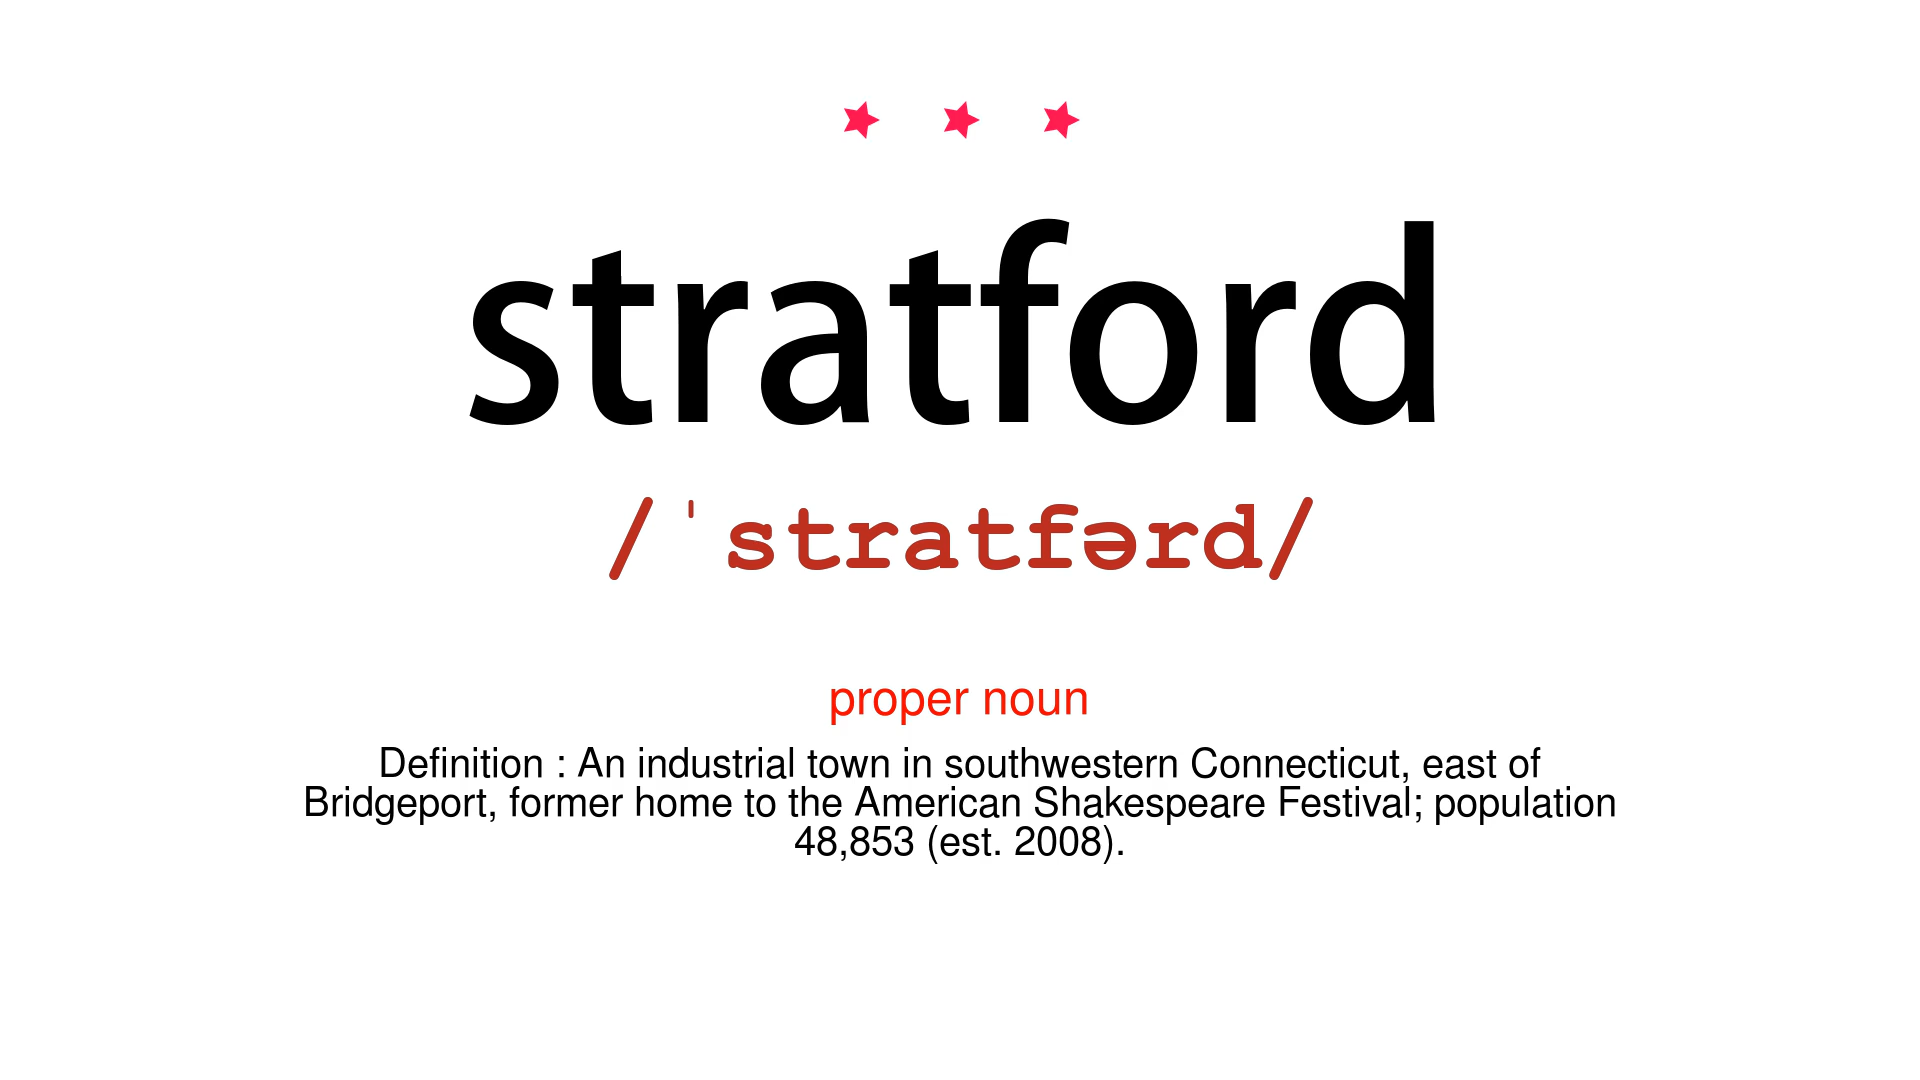 stratford
/ˈstratfərd/
proper noun
Definition : An industrial town in southwestern Connecticut, east of
Bridgeport, former home to the American Shakespeare Festival; population
48,853 (est. 2008).